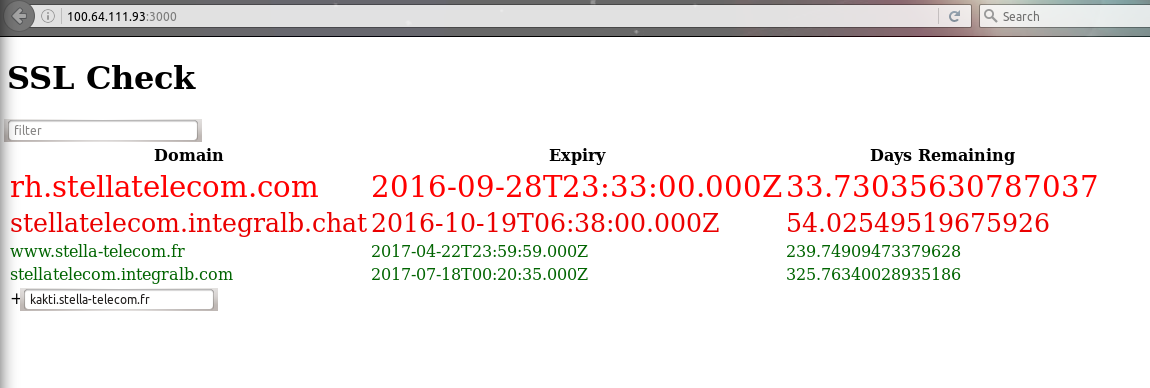 100.64.111.93:3000 Search
SSL Check
filter
Domain Expiry Days Remaining
rh.stellatelecom.com 2016-09-28T23:33:00.000Z 33.73035630787037
stellatelecom.integralb.chat 2016-10-19T06:38:00.000Z 54.02549519675926
www.stella-telecom.fr 2017-04-22T23:59:59.000Z 239.74909473379628
stellatelecom.integralb.com 2017-07-18T00:20:35.000Z 325.76340028935186
+ kakti.stella-telecom.fr